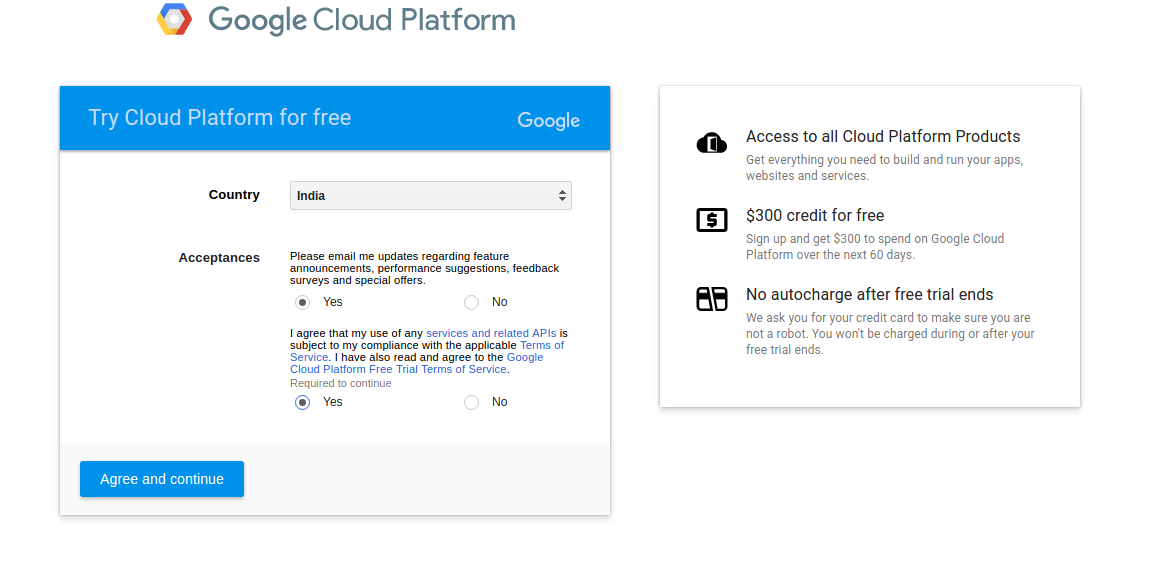 Google Cloud Platform
Try Cloud Platform for free
Google
Country
India
Acceptances
Please email me updates regarding feature
announcements, performance suggestions, feedback
surveys and special offers.
Yes
No
I agree that my use of any services and related APIs is
subject to my compliance with the applicable Terms of
Service. I have also read and agree to the Google
Cloud Platform Free Trial Terms of Service.
Required to continue
Yes
No
Agree and continue
Access to all Cloud Platform Products
Get everything you need to build and run your apps,
websites and services.
$300 credit for free
Sign up and get $300 to spend on Google Cloud
Platform over the next 60 days.
No autocharge after free trial ends
We ask you for your credit card to make sure you are
not a robot. You won't be charged during or after your
free trial ends.